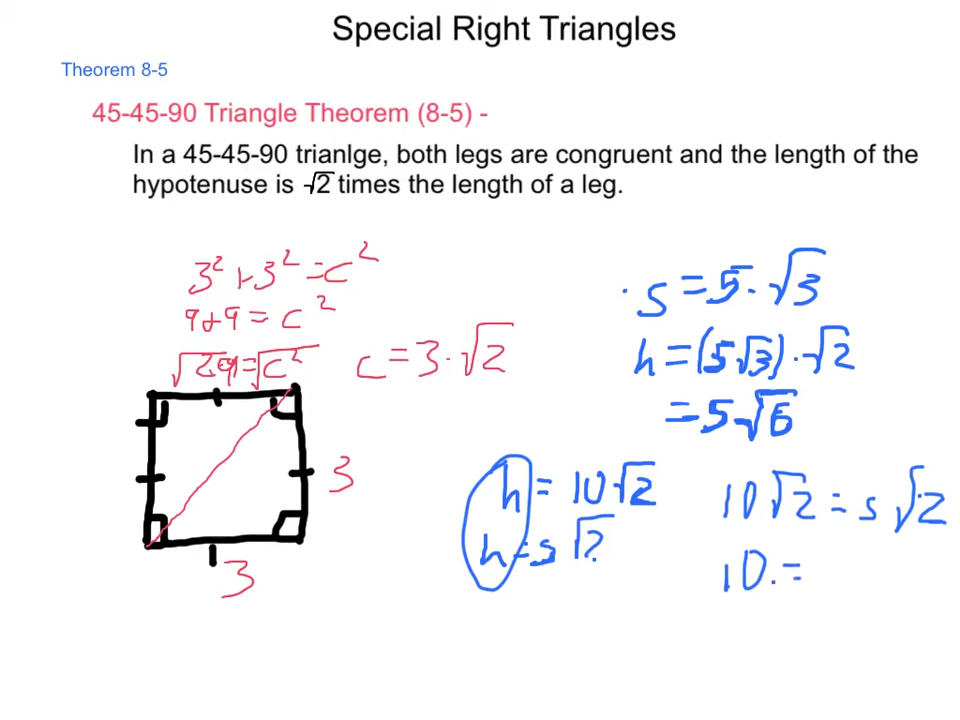 Special Right Triangles
Theorem 8-5
45-45-90 Triangle Theorem (8-5) -
In a 45-45-90 trianlge, both legs are congruent and the length of the
hypotenuse is √2 times the length of a leg.
3² + 3² = c²
9 + 9 = c²
√2·9 = √c²
c = 3·√2
3
3
s = 5·√3
h = (5√3)·√2
= 5√6
h = 10√2
h = s√2
10√2 = s√2
10 =